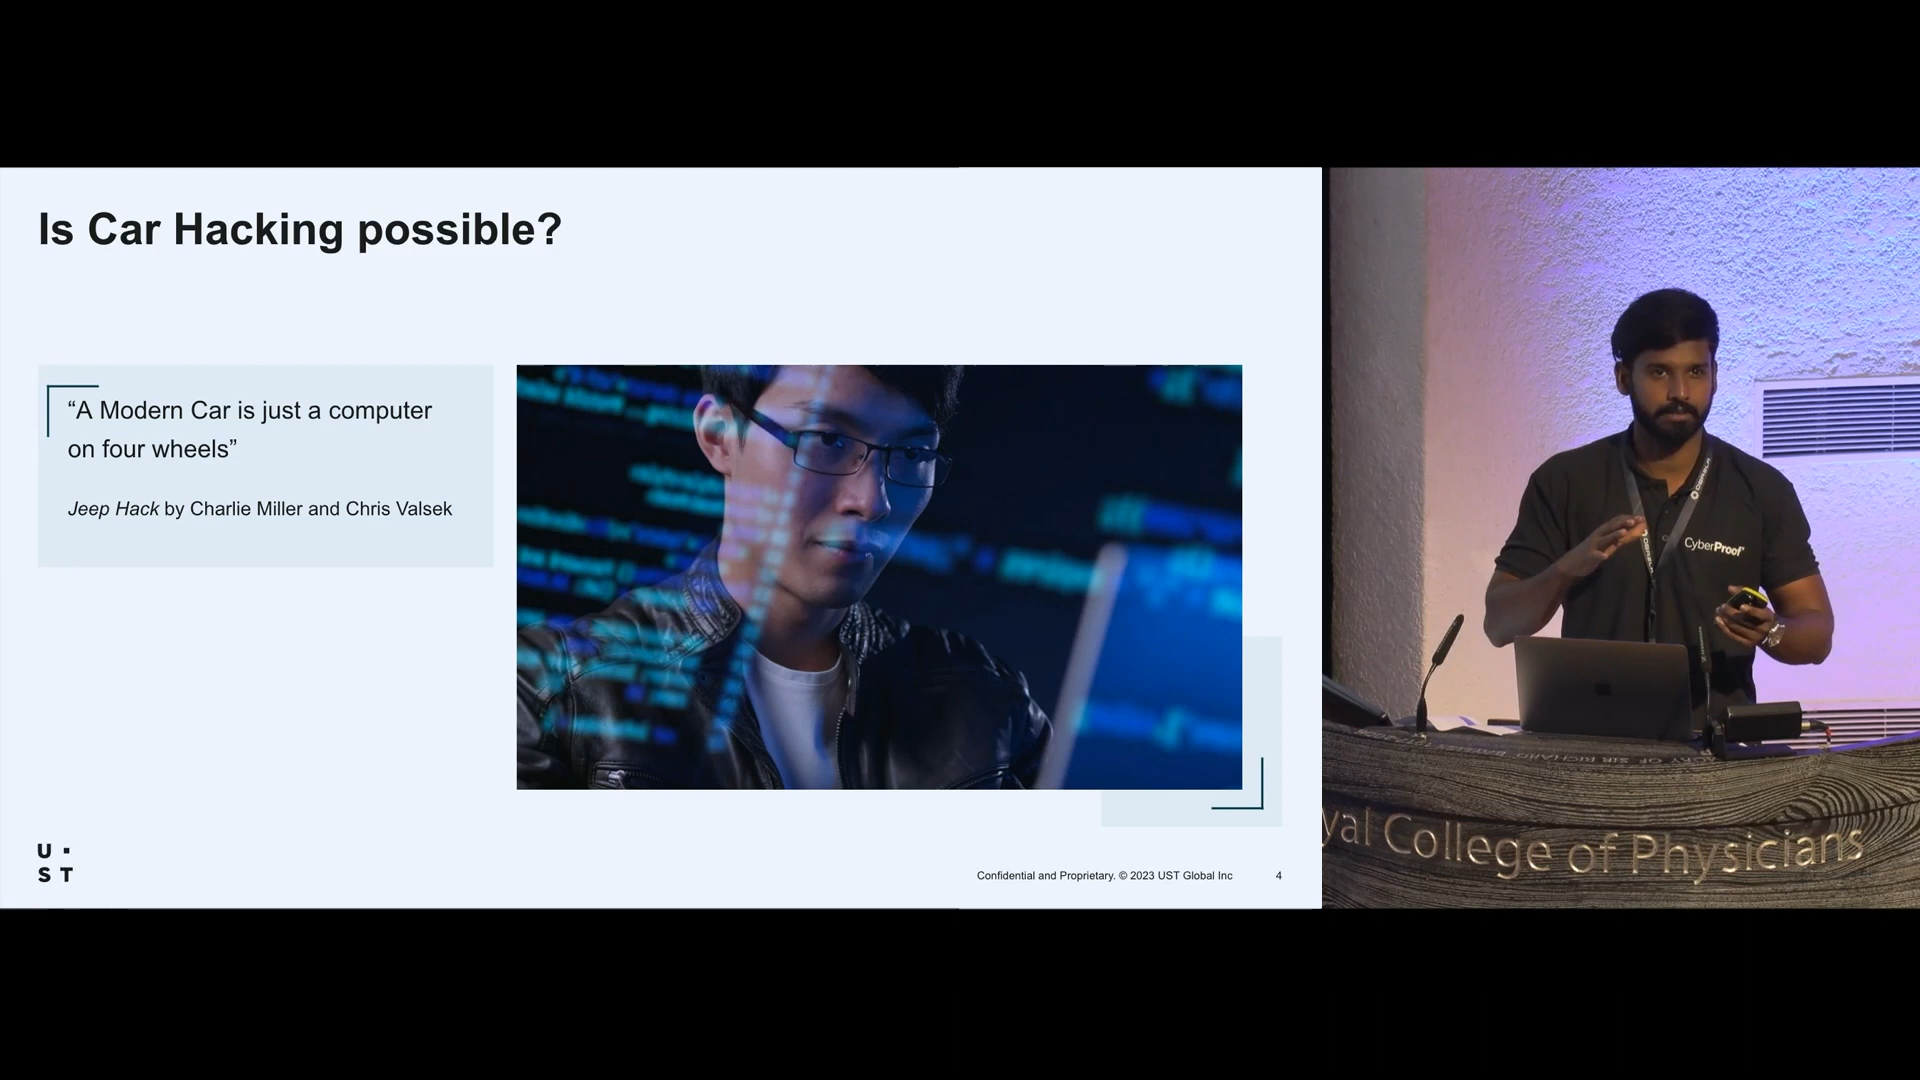 Is Car Hacking possible?
“A Modern Car is just a computer
on four wheels”
Jeep Hack by Charlie Miller and Chris Valsek
U ·
S T
Confidential and Proprietary. © 2023 UST Global Inc
4
CyberProof
yal College of Physicians